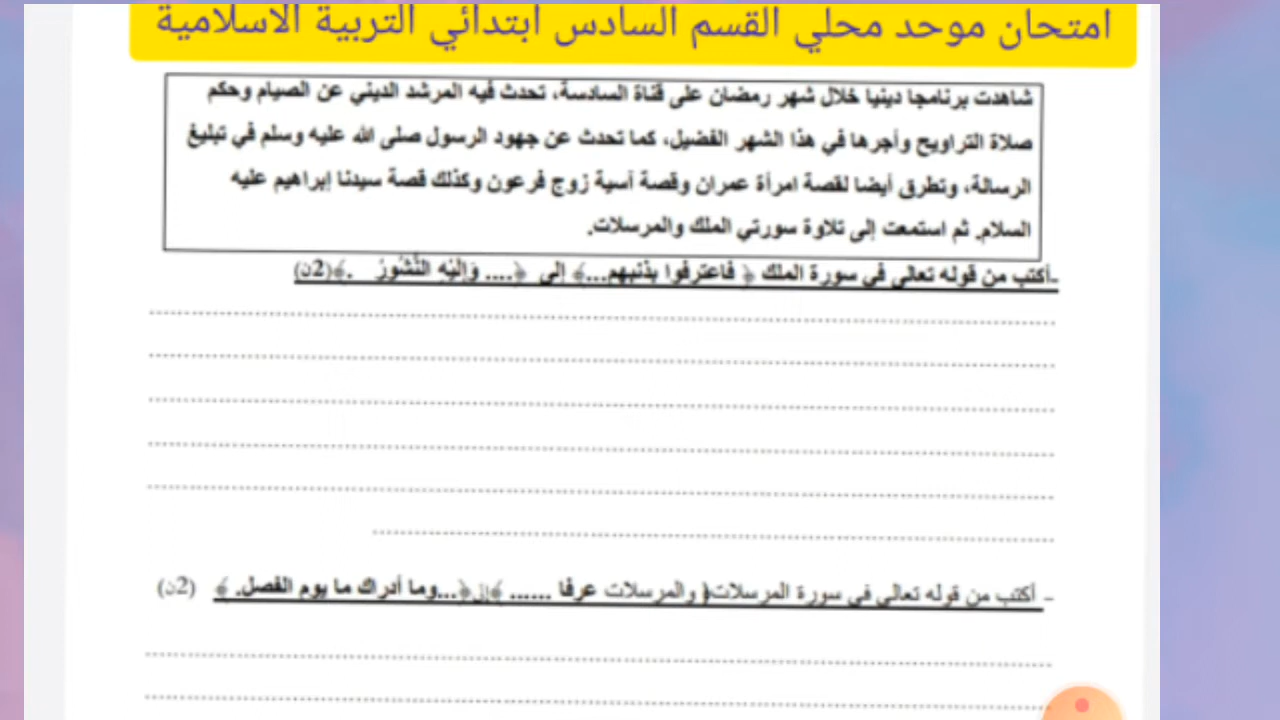 امتحان موحد محلي القسم السادس ابتدائي التربية الاسلامية
شاهدت برنامجا دينيا خلال شهر رمضان على قناة السادسة، تحدث فيه المرشد الديني عن الصيام وحكم
صلاة التراويح وأجرها في هذا الشهر الفضيل، كما تحدث عن جهود الرسول صلى الله عليه وسلم في تبليغ
الرسالة، وتطرق أيضا لقصة امرأة عمران وقصة آسية زوج فرعون وكذلك قصة سيدنا إبراهيم عليه
السلام. ثم استمعت إلى تلاوة سورتي الملك والمرسلات.
-أكتب من قوله تعالى في سورة الملك ﴿ فاعترفوا بذنبهم...﴾ إلى ﴿.... وَإِلَيْهِ النُّشُورُ .﴾(2ن)
- أكتب من قوله تعالى في سورة المرسلات﴿ والمرسلات عرفا ......﴾إلى﴿...وما أدراك ما يوم الفصل. ﴾ (2ن)